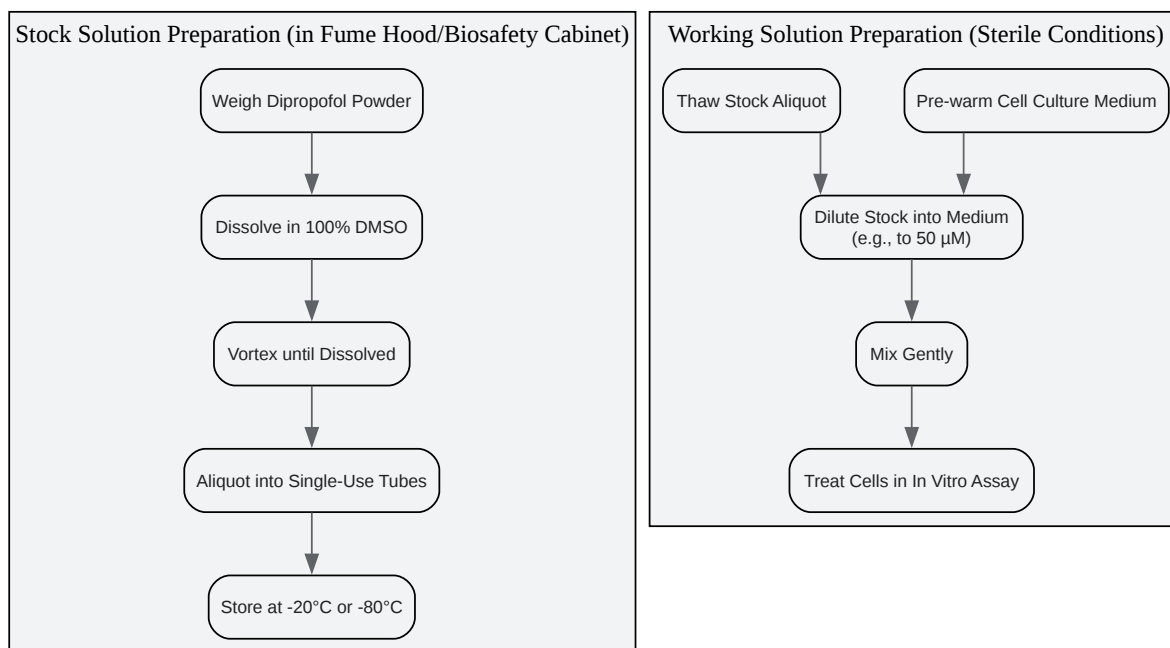 Stock Solution Preparation (in Fume Hood/Biosafety Cabinet)
Weigh Dipropofol Powder
Dissolve in 100% DMSO
Vortex until Dissolved
Aliquot into Single-Use Tubes
Store at -20°C or -80°C
Working Solution Preparation (Sterile Conditions)
Thaw Stock Aliquot
Pre-warm Cell Culture Medium
Dilute Stock into Medium
(e.g., to 50 µM)
Mix Gently
Treat Cells in In Vitro Assay